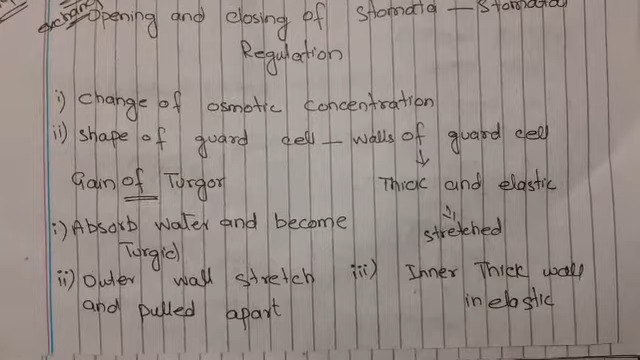 exchange Opening and closing of stomata — stomatal
Regulation
i) change of osmotic concentration
ii) shape of guard cell — walls of guard cell
↓
Gain of Turgor Thick and elastic
↓
i) Absorb water and become stretched
Turgid
ii) Outer wall stretch iii) Inner Thick wall
and pulled apart inelastic